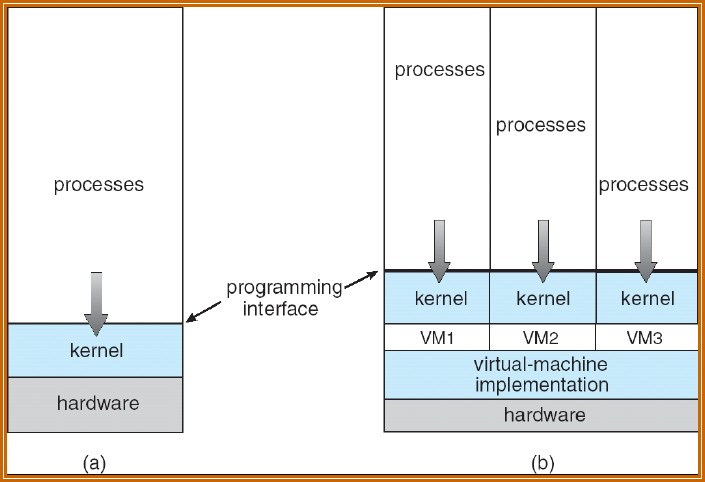 processes
kernel
hardware
(a)
programming
interface
processes
processes
processes
kernel
kernel
kernel
VM1
VM2
VM3
virtual-machine
implementation
hardware
(b)